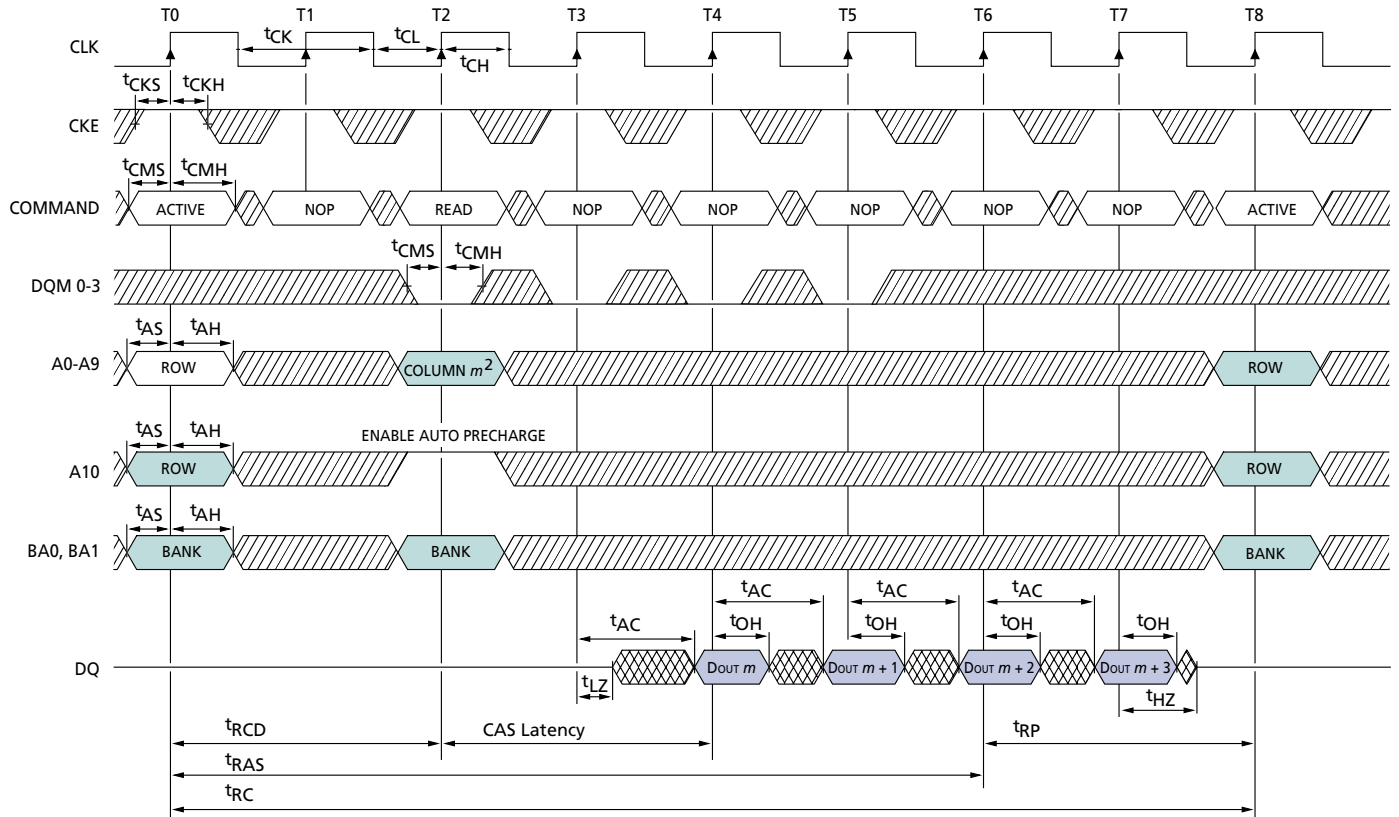 T0 T1 T2 T3 T4 T5 T6 T7 T8
CLK
tCK tCL
tCH
tCKS tCKH
CKE
tCMS tCMH
COMMAND ACTIVE NOP READ NOP NOP NOP NOP NOP ACTIVE
tCMS tCMH
DQM 0-3
tAS tAH
A0-A9 ROW COLUMN m2 ROW
ENABLE AUTO PRECHARGE
tAS tAH
A10 ROW ROW
tAS tAH
BA0, BA1 BANK BANK BANK
tAC tAC tAC
tAC tOH tOH tOH tOH
DQ DOUT m DOUT m + 1 DOUT m + 2 DOUT m + 3
tLZ tHZ
tRCD CAS Latency tRP
tRAS
tRC